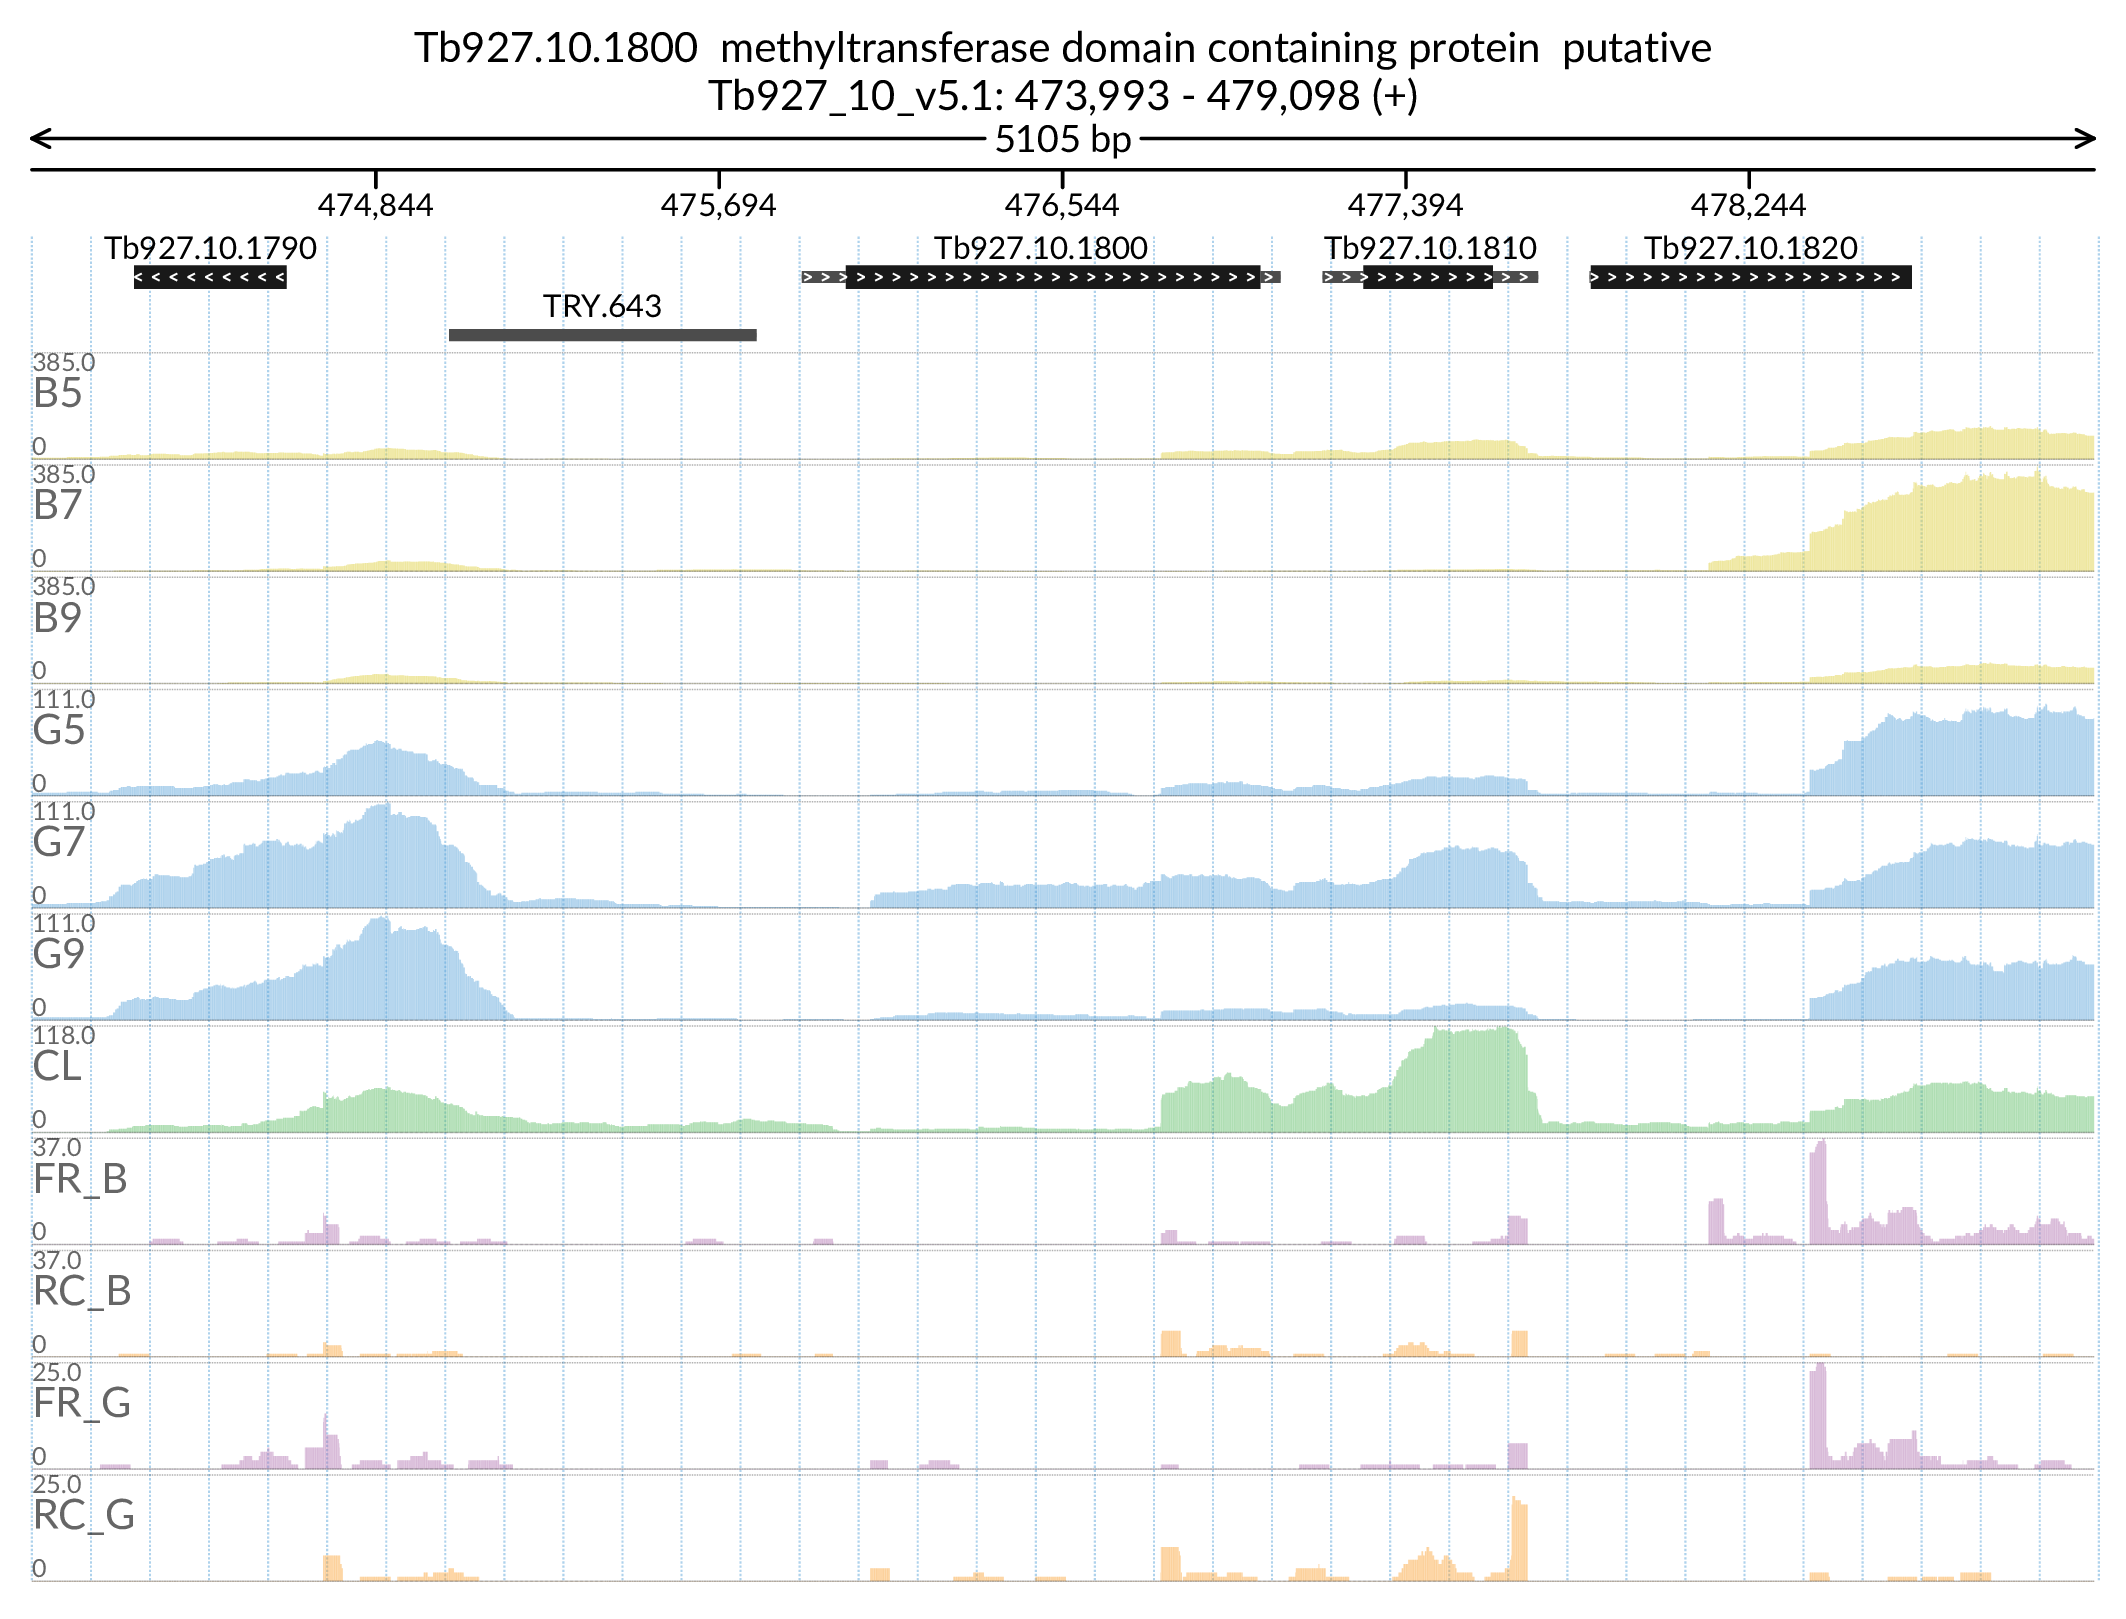 Tb927.10.1800 methyltransferase domain containing protein putative
Tb927_10_v5.1: 473,993 - 479,098 (+)
5105 bp
474,844 475,694 476,544 477,394 478,244
Tb927.10.1790 Tb927.10.1800 Tb927.10.1810 Tb927.10.1820
TRY.643
385.0
B5
0
385.0
B7
0
385.0
B9
0
111.0
G5
0
111.0
G7
0
111.0
G9
0
118.0
CL
0
37.0
FR_B
0
37.0
RC_B
0
25.0
FR_G
0
25.0
RC_G
0